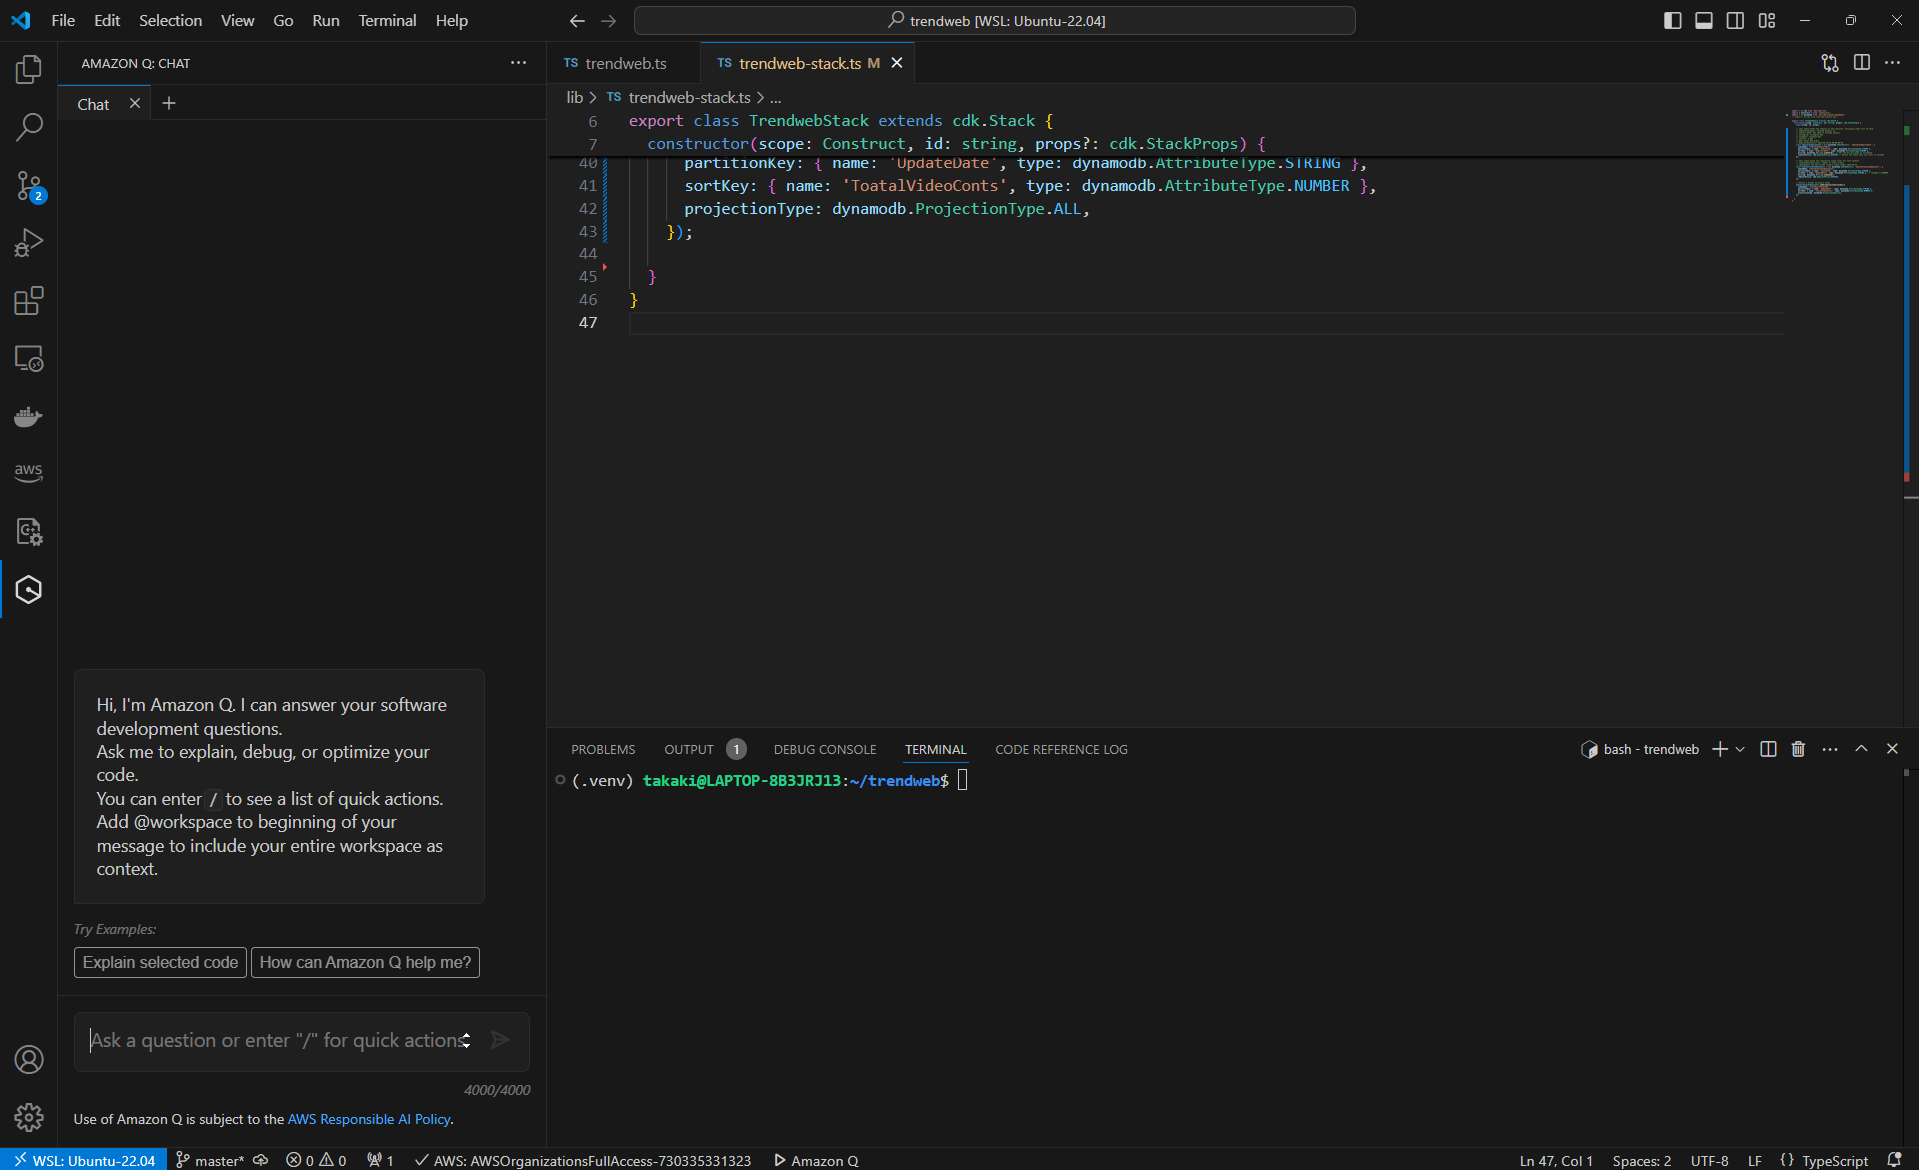 File Edit Selection View Go Run Terminal Help
trendweb [WSL: Ubuntu-22.04]
AMAZON Q: CHAT
Chat
2
aws
Hi, I'm Amazon Q. I can answer your software
development questions.
Ask me to explain, debug, or optimize your
code.
You can enter / to see a list of quick actions.
Add @workspace to beginning of your
message to include your entire workspace as
context.
Try Examples:
Explain selected code
How can Amazon Q help me?
Ask a question or enter "/" for quick actions
4000/4000
Use of Amazon Q is subject to the AWS Responsible AI Policy.
TS trendweb.ts
TS trendweb-stack.ts M
lib > TS trendweb-stack.ts > ...
6 export class TrendwebStack extends cdk.Stack {
7 constructor(scope: Construct, id: string, props?: cdk.StackProps) {
40 partitionKey: { name: 'UpdateDate', type: dynamodb.AttributeType.STRING },
41 sortKey: { name: 'ToatalVideoConts', type: dynamodb.AttributeType.NUMBER },
42 projectionType: dynamodb.ProjectionType.ALL,
43 });
44
45 }
46 }
47
PROBLEMS OUTPUT 1 DEBUG CONSOLE TERMINAL CODE REFERENCE LOG
bash - trendweb
(.venv) takaki@LAPTOP-8B3JRJ13:~/trendweb$
WSL: Ubuntu-22.04 master* 0 0 1 AWS: AWSOrganizationsFullAccess-730335331323 Amazon Q
Ln 47, Col 1 Spaces: 2 UTF-8 LF {} TypeScript